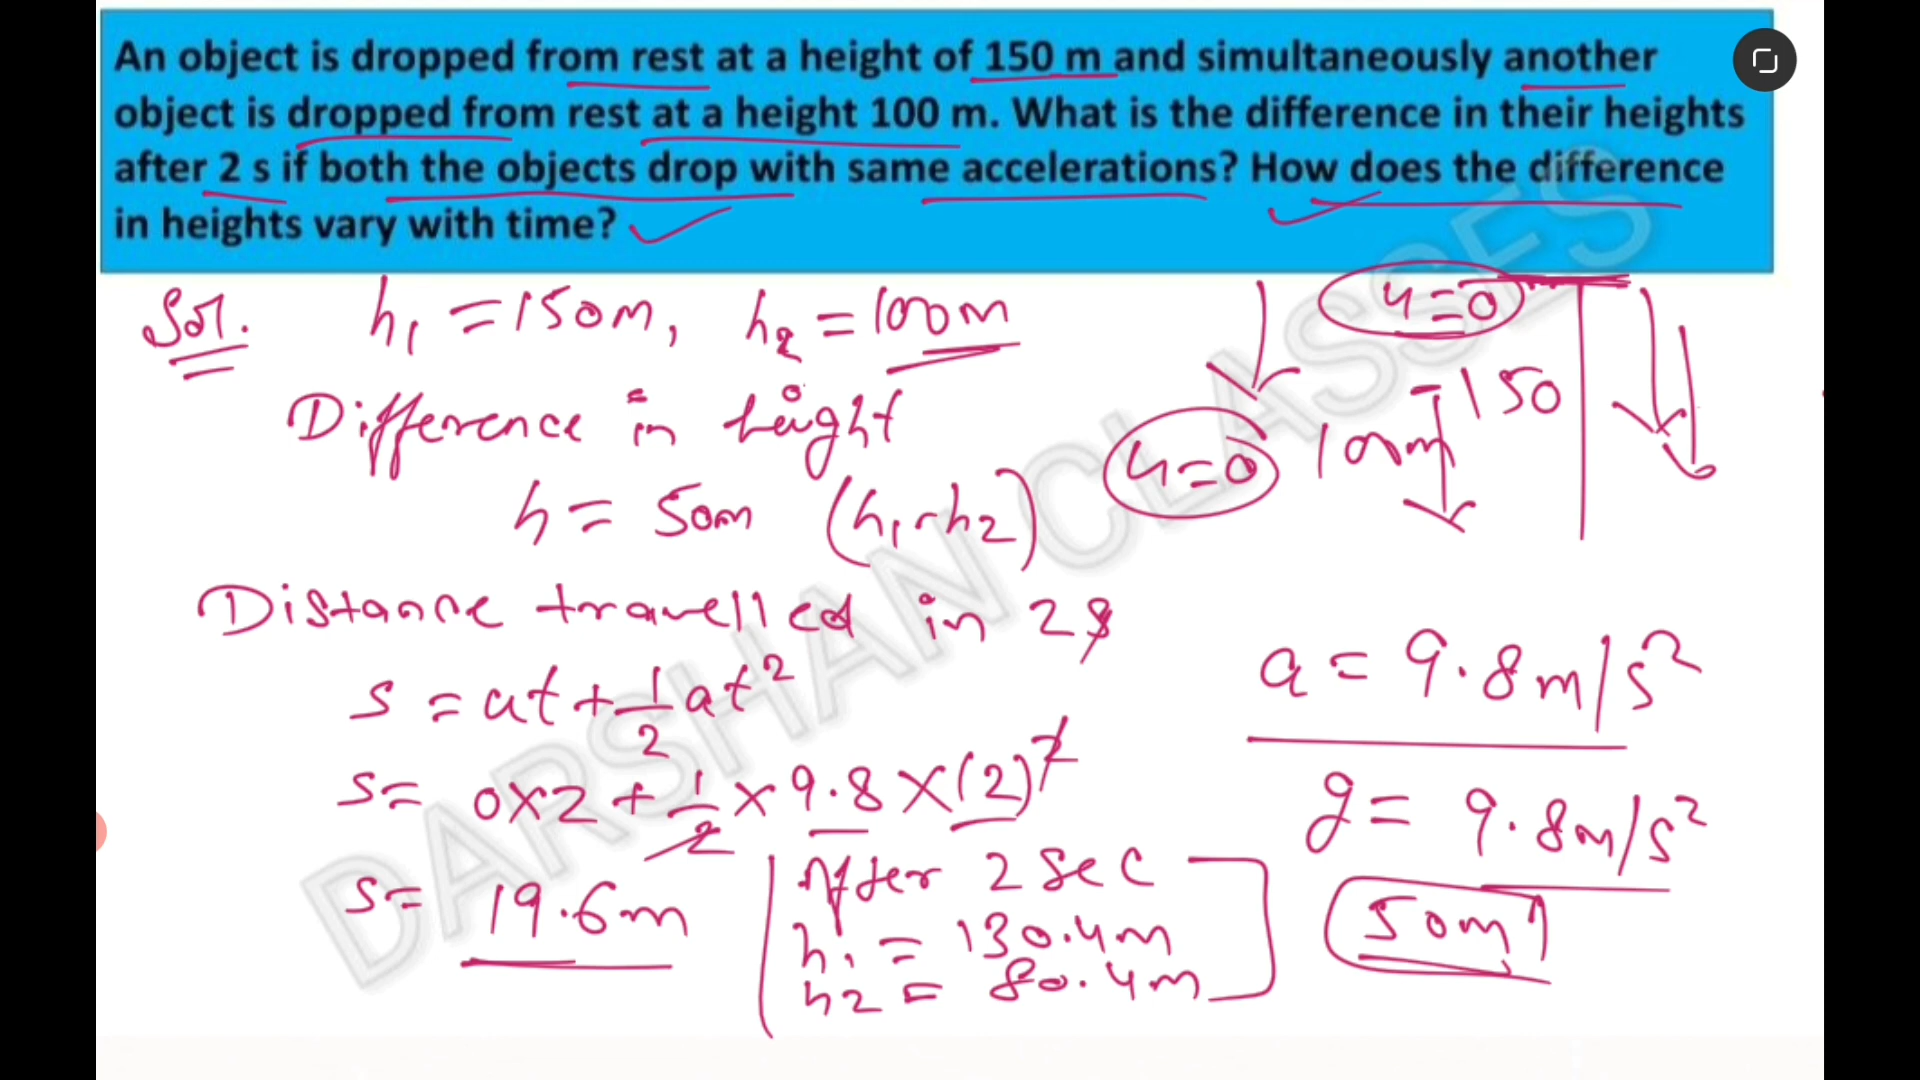 An object is dropped from rest at a height of 150 m and simultaneously another
object is dropped from rest at a height 100 m. What is the difference in their heights
after 2 s if both the objects drop with same accelerations? How does the difference
in heights vary with time?
Sol. h₁ = 150m, h₂ = 100m
u=0
150
Difference in height
u=0
100m
h = 50m (h₁-h₂)
Distance travelled in 2s
a = 9.8m/s²
s = ut + 1/2 at²
s = 0×2 + 1/2 × 9.8 × (2)²
g = 9.8m/s²
s = 19.6m
After 2 sec
h₁ = 130.4m
h₂ = 80.4m
50m
DARSHAN CLASSES